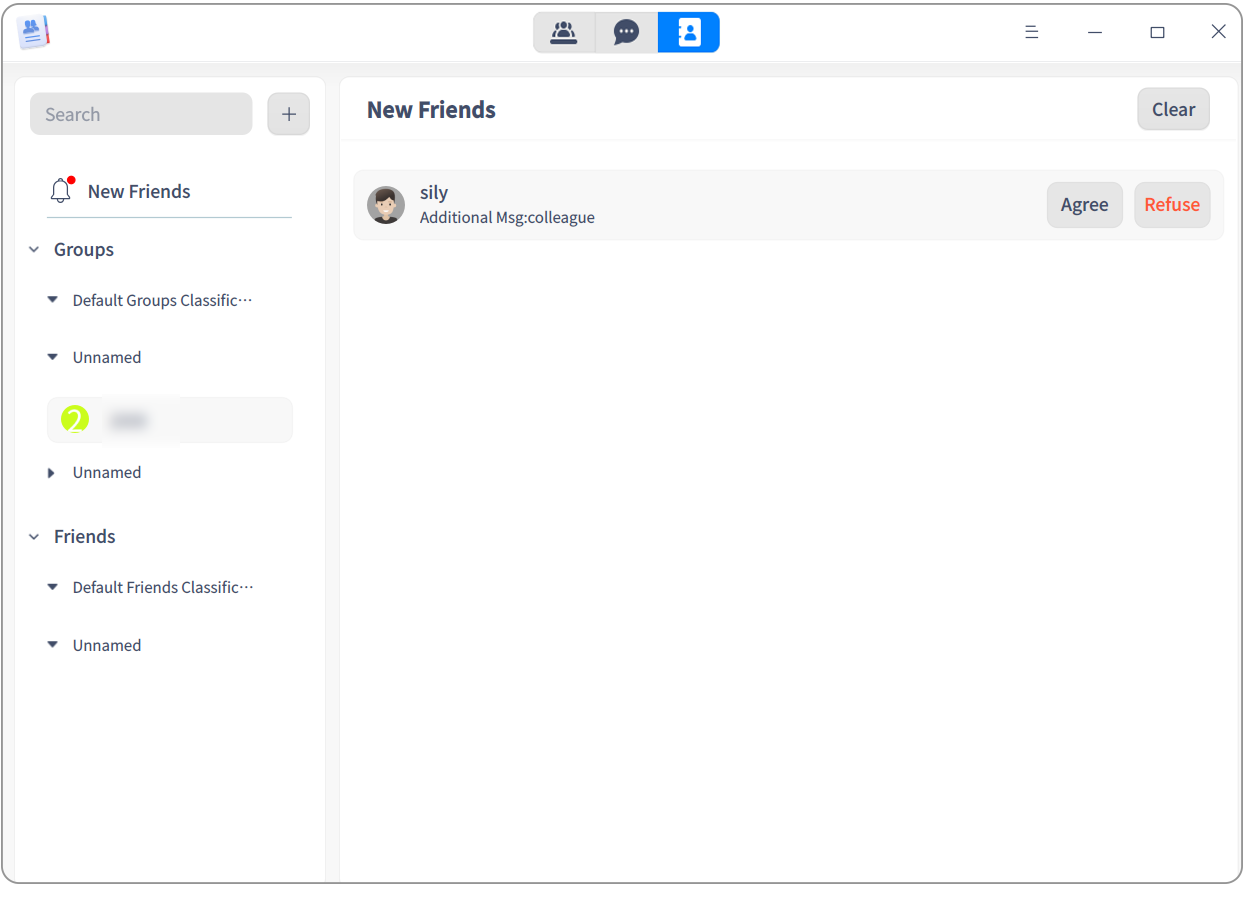 Search
+
New Friends
Groups
Default Groups Classific···
Unnamed
2
Unnamed
Friends
Default Friends Classific···
Unnamed
New Friends
Clear
sily
Additional Msg:colleague
Agree
Refuse